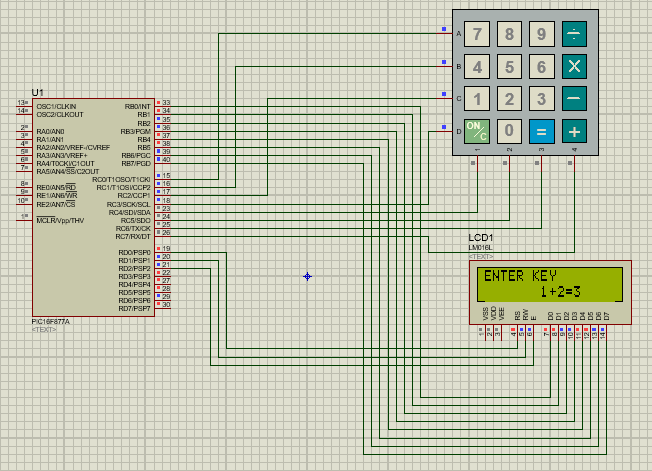 U1
13 OSC1/CLKIN RB0/INT 33
14 OSC2/CLKOUT RB1 34
RB2 35
2 RA0/AN0 RB3/PGM 36
3 RA1/AN1 RB4 37
4 RA2/AN2/VREF-/CVREF RB5 38
5 RA3/AN3/VREF+ RB6/PGC 39
6 RA4/T0CKI/C1OUT RB7/PGD 40
7 RA5/AN4/SS/C2OUT
RC0/T1OSO/T1CKI 15
8 RE0/AN5/RD RC1/T1OSI/CCP2 16
9 RE1/AN6/WR RC2/CCP1 17
10 RE2/AN7/CS RC3/SCK/SCL 18
RC4/SDI/SDA 23
1 MCLR/Vpp/THV RC5/SDO 24
RC6/TX/CK 25
RC7/RX/DT 26
RD0/PSP0 19
RD1/PSP1 20
RD2/PSP2 21
RD3/PSP3 22
RD4/PSP4 27
RD5/PSP5 28
RD6/PSP6 29
RD7/PSP7 30
PIC16F877A
<TEXT>
A 7 8 9 ÷
B 4 5 6 ×
C 1 2 3 −
D ON/C 0 = +
1 2 3 4
LCD1
LM016L
<TEXT>
ENTER KEY
1+2=3
VSS VDD VEE RS RW E D0 D1 D2 D3 D4 D5 D6 D7
1 2 3 4 5 6 7 8 9 10 11 12 13 14